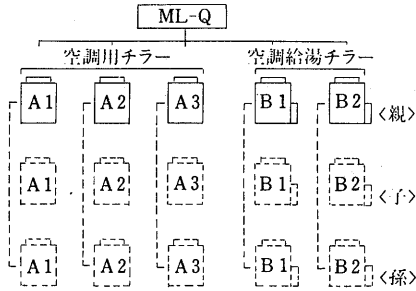 ML-Q
空調用チラー 空調給湯チラー
A1 A2 A3 B1 B2 〈親〉
A1 A2 A3 B1 B2 〈子〉
A1 A2 A3 B1 B2 〈孫〉